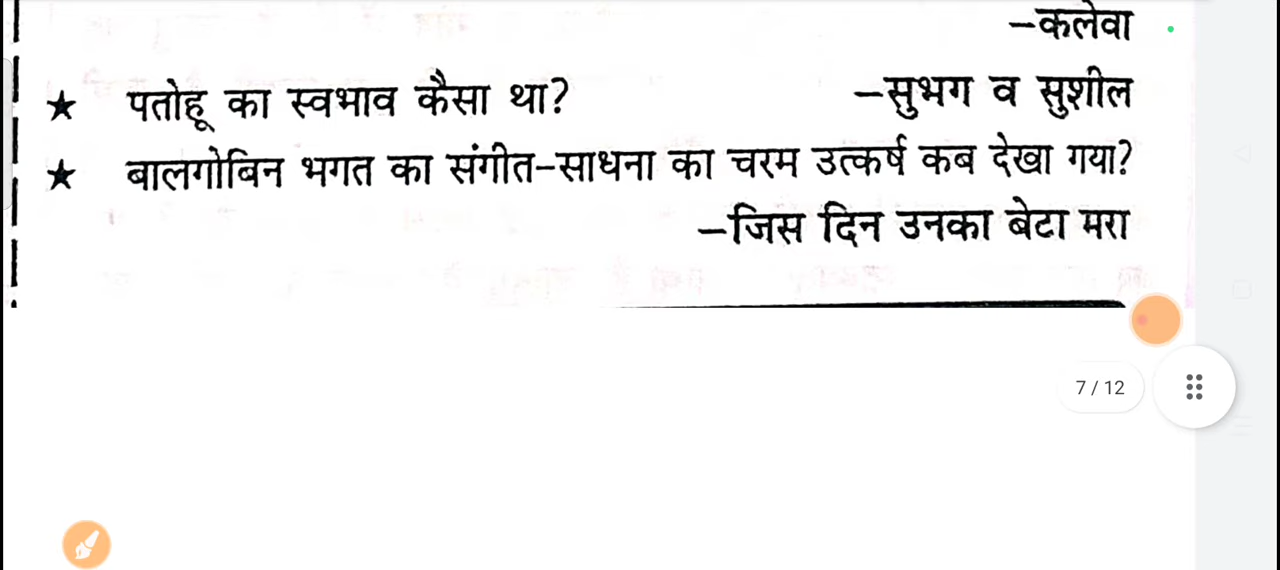 –कलेवा
★ पतोहू का स्वभाव कैसा था? –सुभग व सुशील
★ बालगोबिन भगत का संगीत–साधना का चरम उत्कर्ष कब देखा गया?
–जिस दिन उनका बेटा मरा
7 / 12